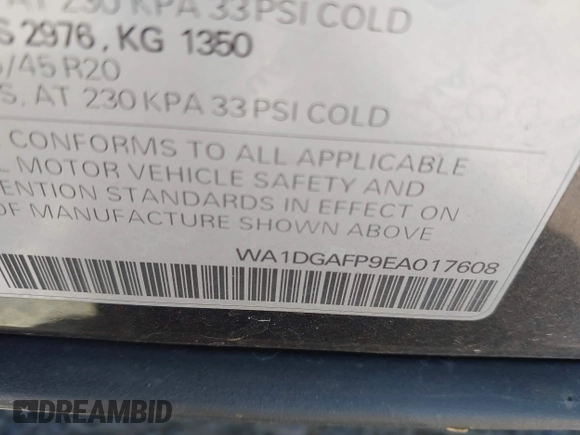 AT 230 KPA 33 PSI COLD
2976, KG 1350
/45 R20
S, AT 230 KPA 33 PSI COLD
CONFORMS TO ALL APPLICABLE
MOTOR VEHICLE SAFETY AND
ENTION STANDARDS IN EFFECT ON
OF MANUFACTURE SHOWN ABOVE
WA1DGAFP9EA017608
DREAMBID